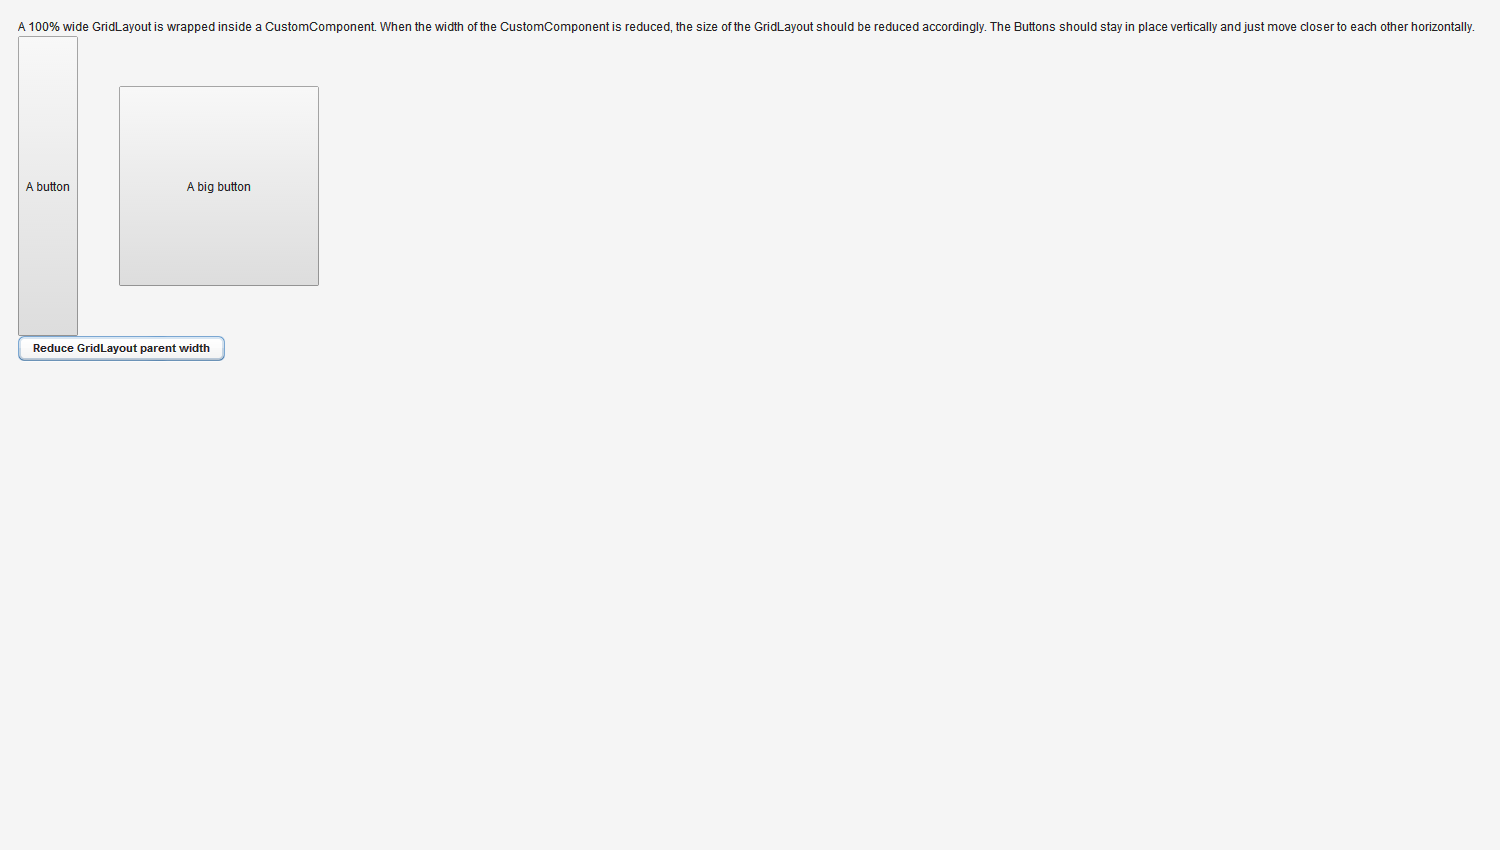 A 100% wide GridLayout is wrapped inside a CustomComponent. When the width of the CustomComponent is reduced, the size of the GridLayout should be reduced accordingly. The Buttons should stay in place vertically and just move closer to each other horizontally.
A button
A big button
Reduce GridLayout parent width